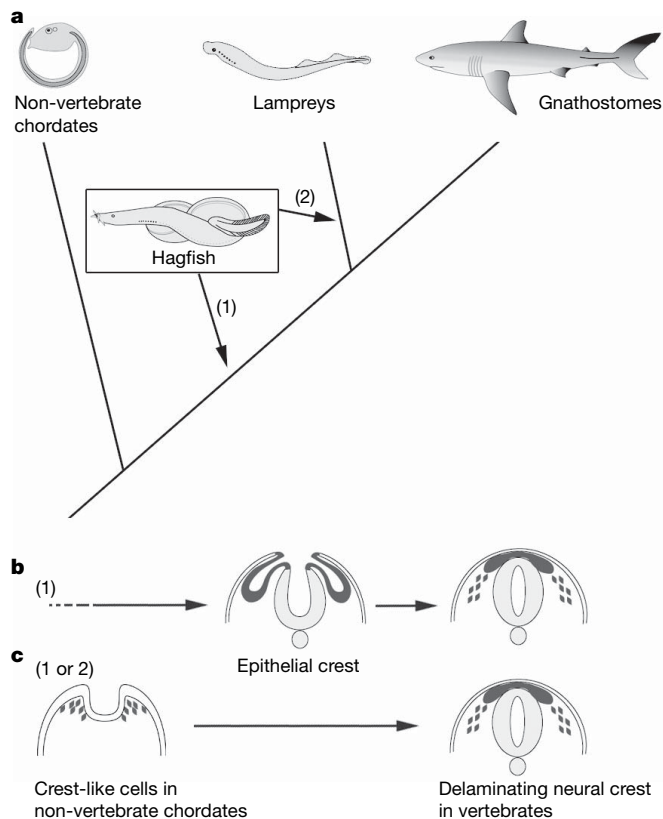 a
Non-vertebrate
chordates
Lampreys
Gnathostomes
(2)
Hagfish
(1)
b
(1)
Epithelial crest
c
(1 or 2)
Crest-like cells in
non-vertebrate chordates
Delaminating neural crest
in vertebrates